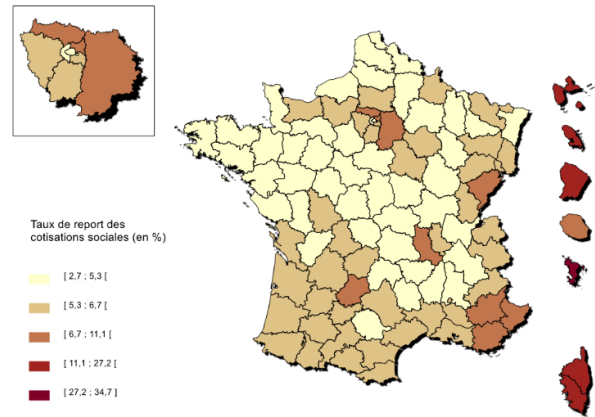 Taux de report des
cotisations sociales (en %)
[ 2,7 ; 5,3 [
[ 5,3 ; 6,7 [
[ 6,7 ; 11,1 [
[ 11,1 ; 27,2 [
[ 27,2 ; 34,7 ]